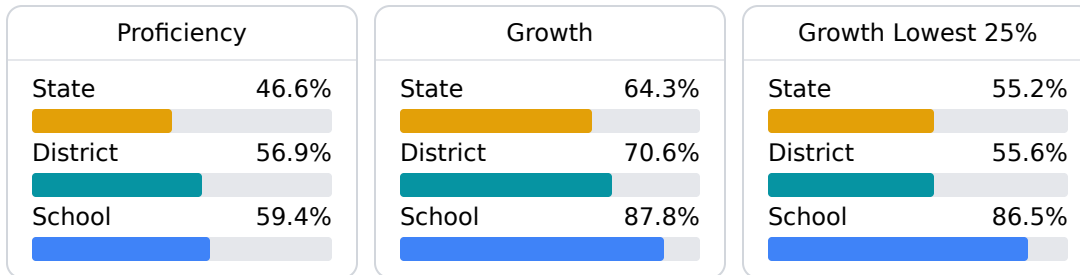 Proficiency
State 46.6%
District 56.9%
School 59.4%
Growth
State 64.3%
District 70.6%
School 87.8%
Growth Lowest 25%
State 55.2%
District 55.6%
School 86.5%